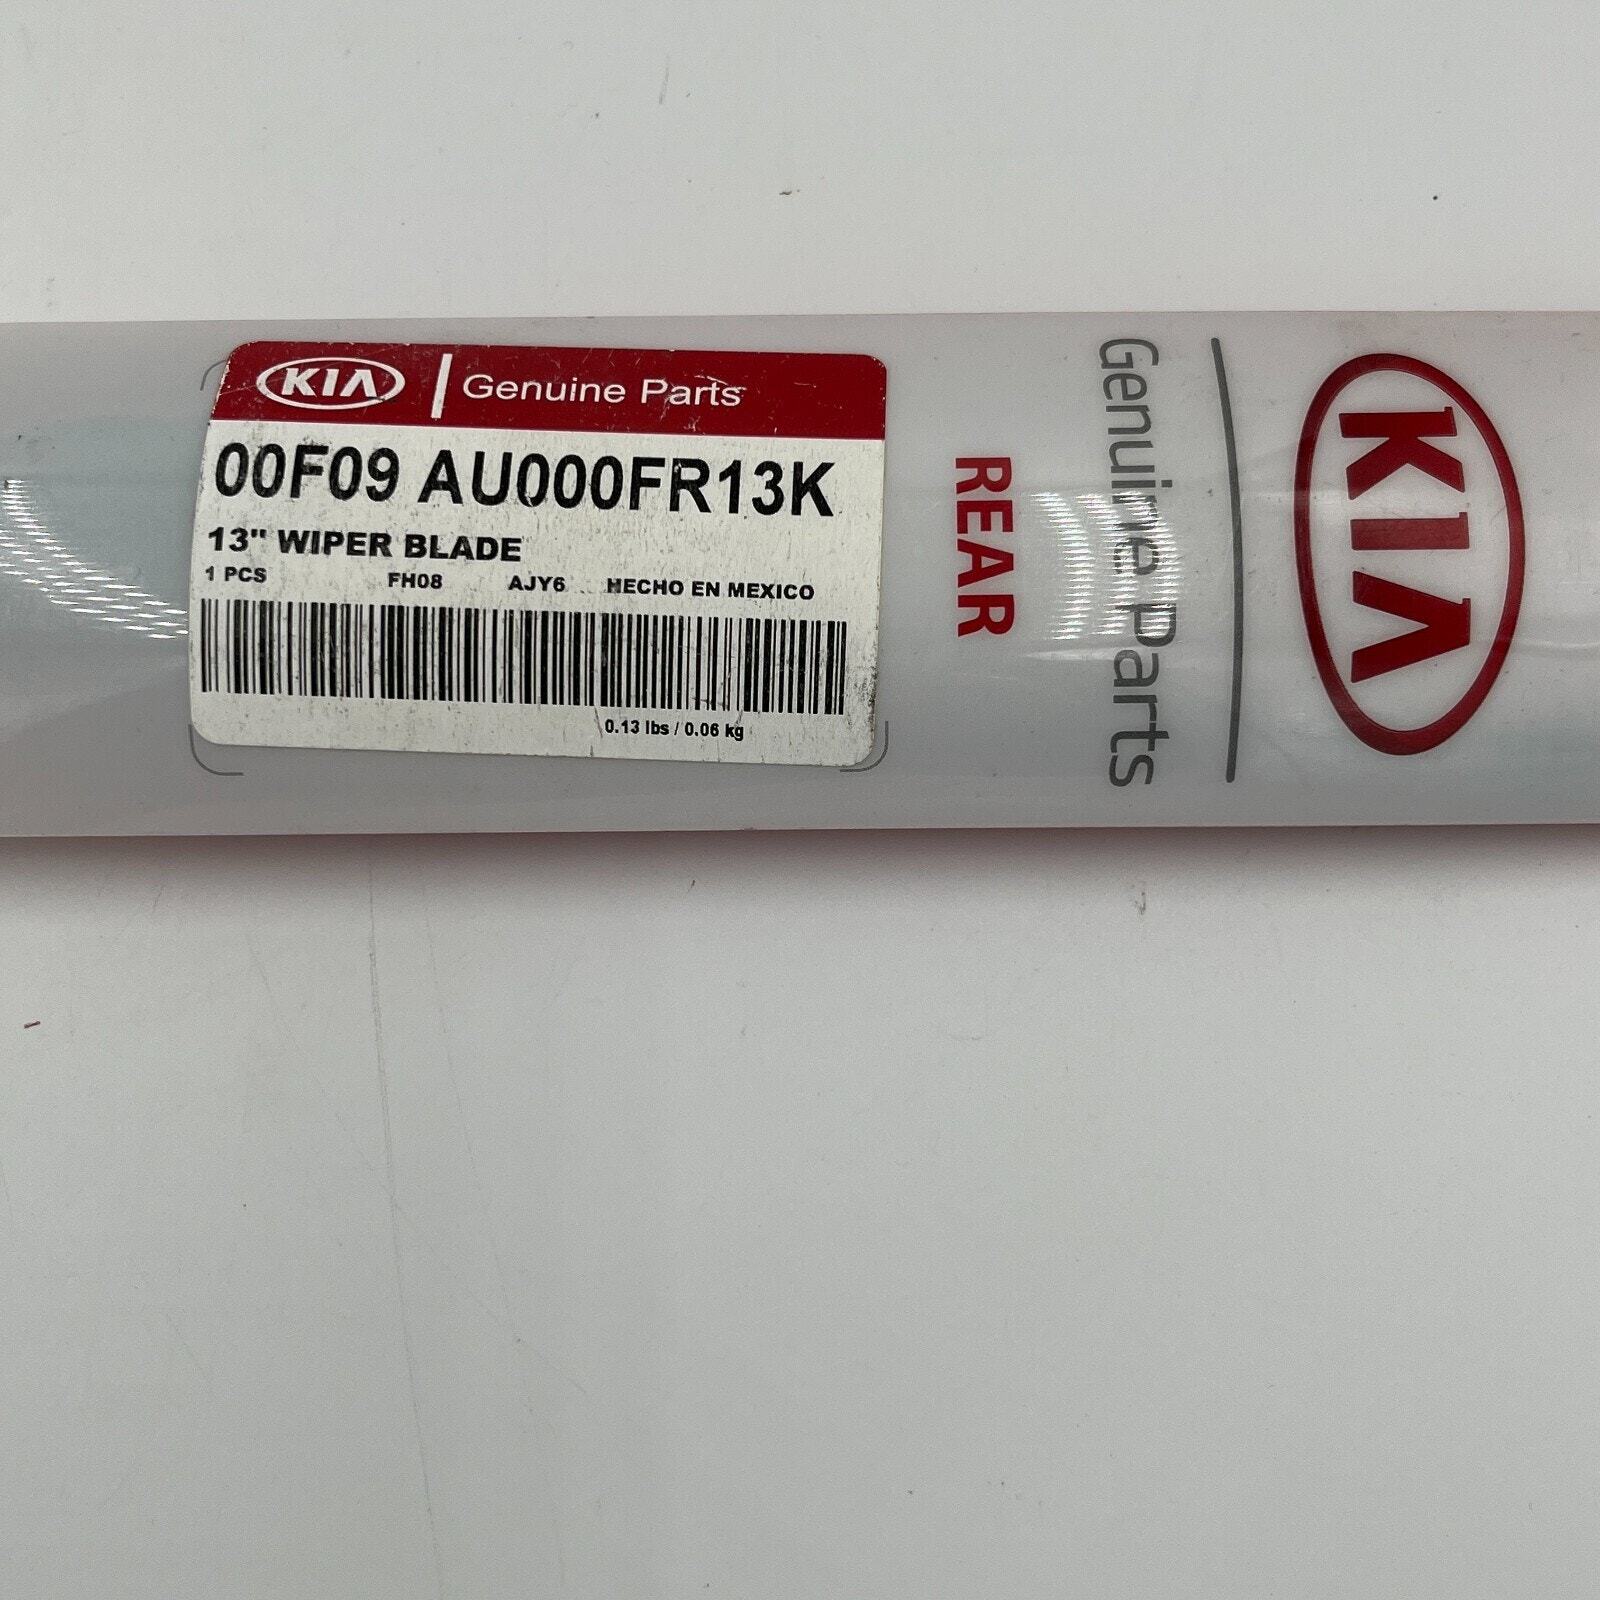 KIA Genuine Parts
00F09 AU000FR13K
13" WIPER BLADE
1 PCS FH08 AJY6 HECHO EN MEXICO
0.13 lbs / 0.06 kg
REAR
Genuine Parts
KIA